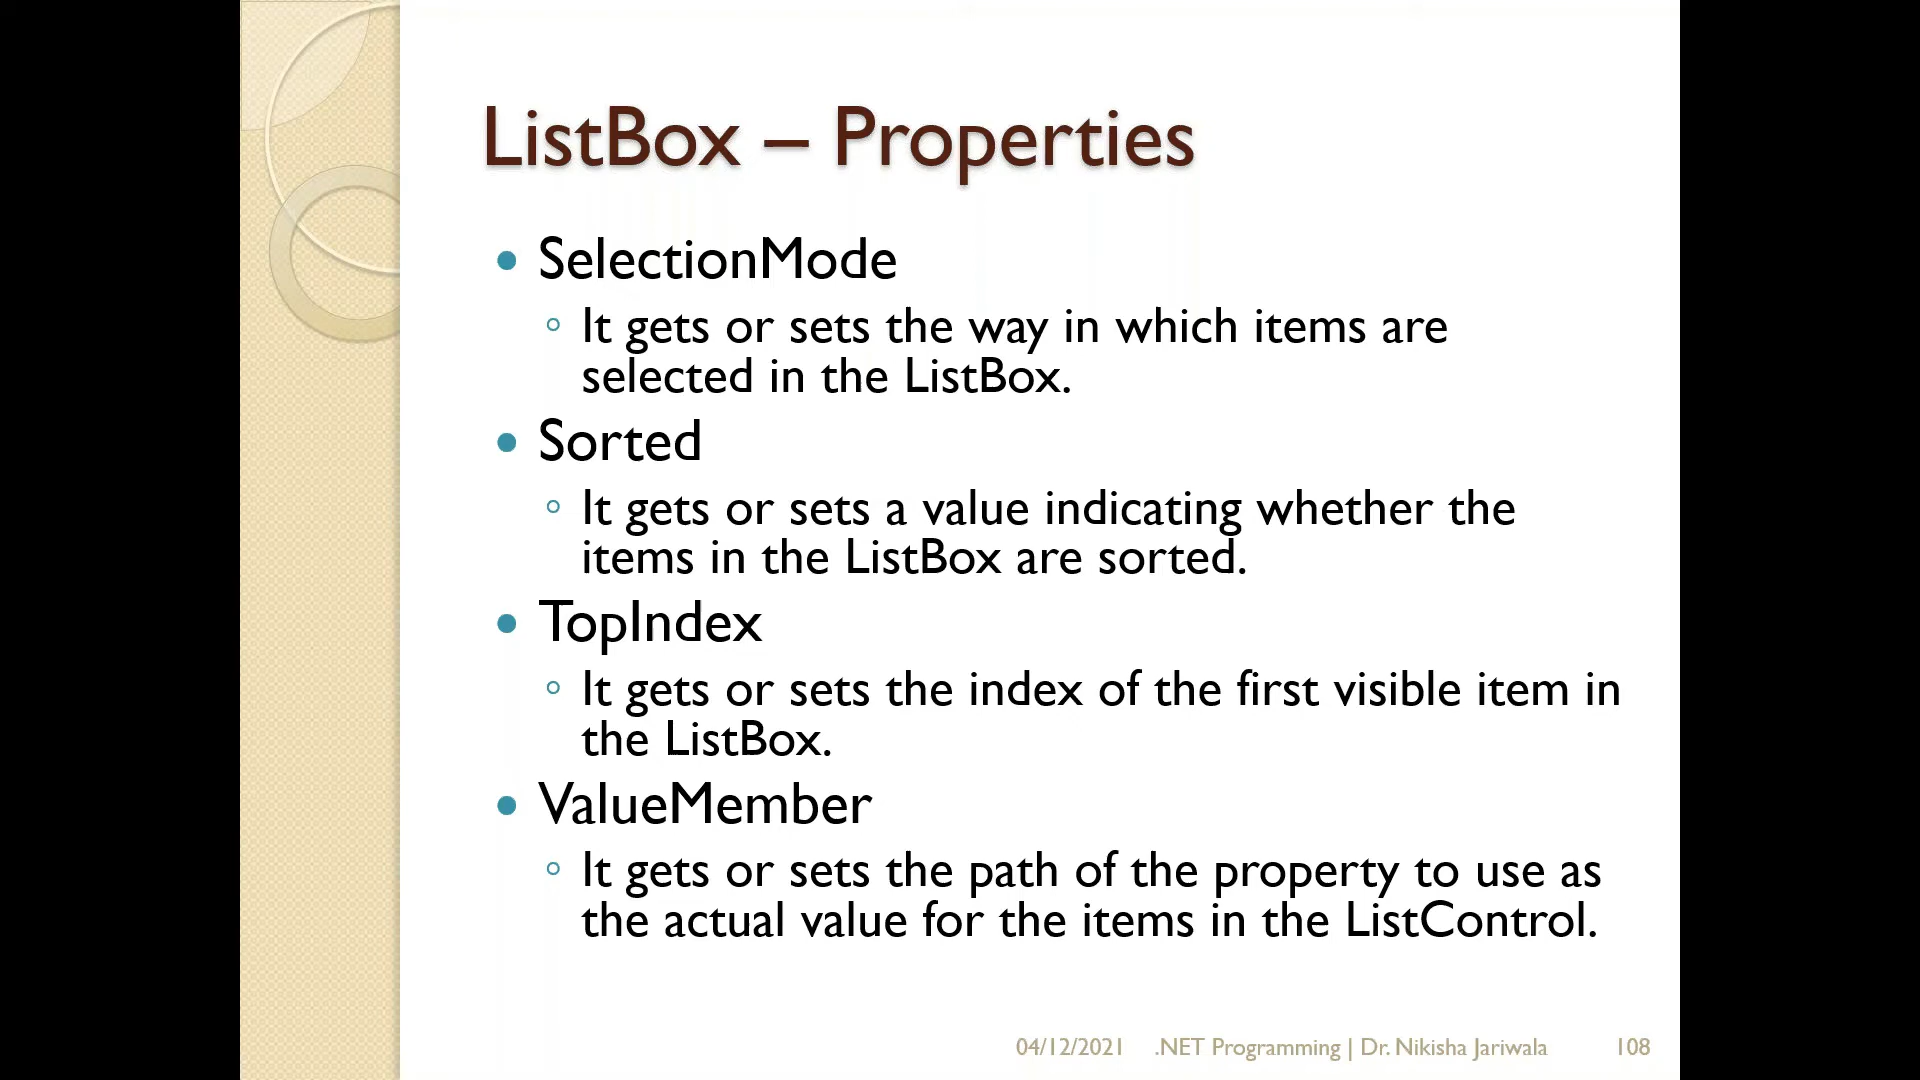 ListBox – Properties
• SelectionMode
◦ It gets or sets the way in which items are
selected in the ListBox.
• Sorted
◦ It gets or sets a value indicating whether the
items in the ListBox are sorted.
• TopIndex
◦ It gets or sets the index of the first visible item in
the ListBox.
• ValueMember
◦ It gets or sets the path of the property to use as
the actual value for the items in the ListControl.
04/12/2021 .NET Programming | Dr. Nikisha Jariwala 108